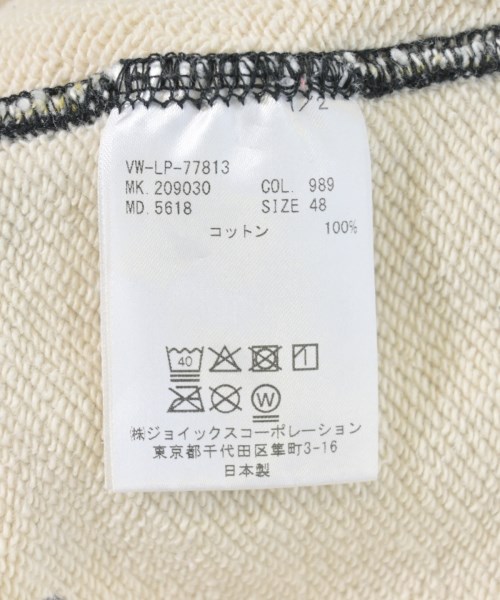 1/2
VW-LP-77813
MK. 209030 COL. 989
MD. 5618 SIZE 48
コットン 100%
40 1
W
㈱ジョイックスコーポレーション
東京都千代田区隼町3-16
日本製